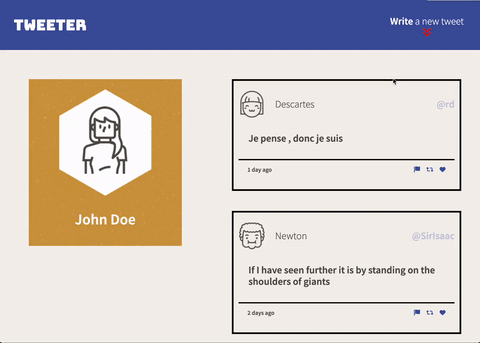 TWEETER
Write a new tweet
John Doe
Descartes
@rd
Je pense , donc je suis
1 day ago
Newton
@SirIsaac
If I have seen further it is by standing on the
shoulders of giants
2 days ago